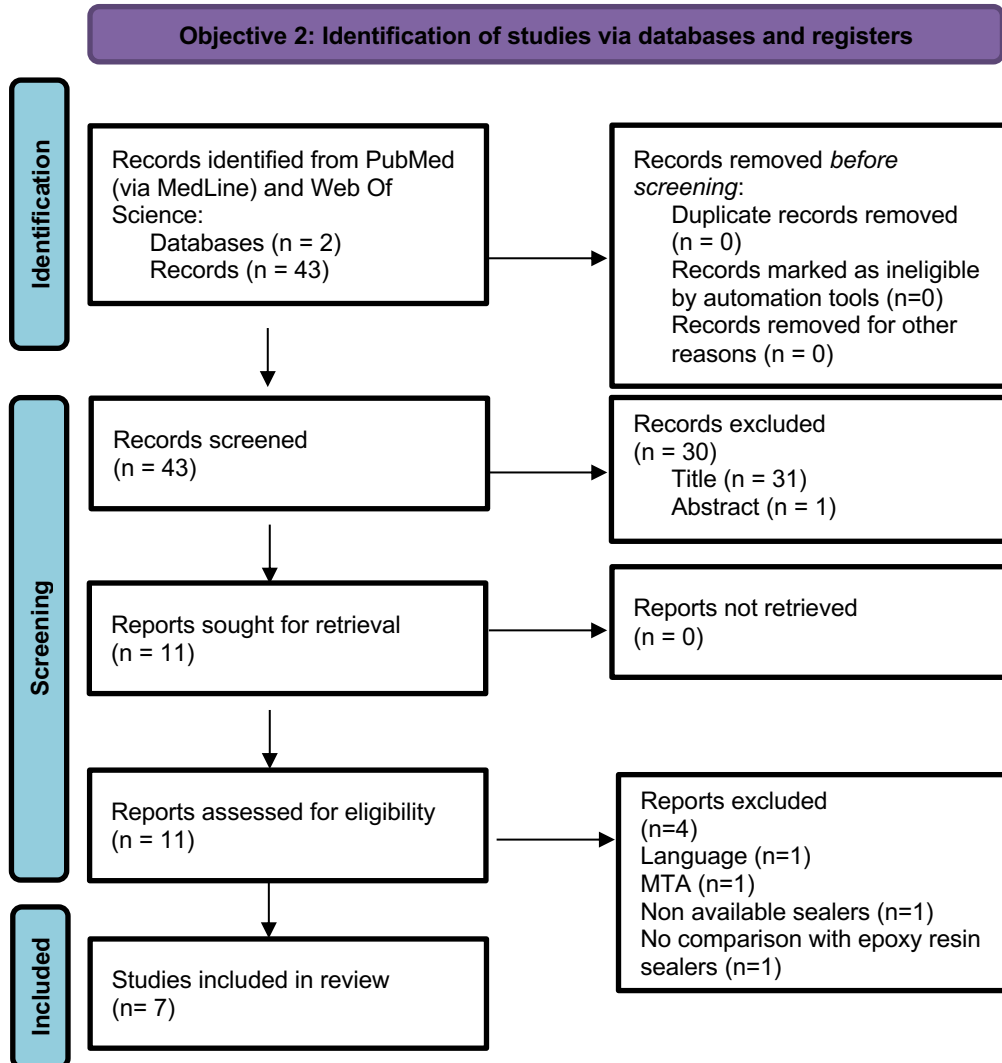 Objective 2: Identification of studies via databases and registers
Identification
Records identified from PubMed
(via MedLine) and Web Of
Science:
Databases (n = 2)
Records (n = 43)
Records removed before
screening:
Duplicate records removed
(n = 0)
Records marked as ineligible
by automation tools (n=0)
Records removed for other
reasons (n = 0)
Screening
Records screened
(n = 43)
Records excluded
(n = 30)
Title (n = 31)
Abstract (n = 1)
Reports sought for retrieval
(n = 11)
Reports not retrieved
(n = 0)
Reports assessed for eligibility
(n = 11)
Reports excluded
(n=4)
Language (n=1)
MTA (n=1)
Non available sealers (n=1)
No comparison with epoxy resin
sealers (n=1)
Included
Studies included in review
(n= 7)